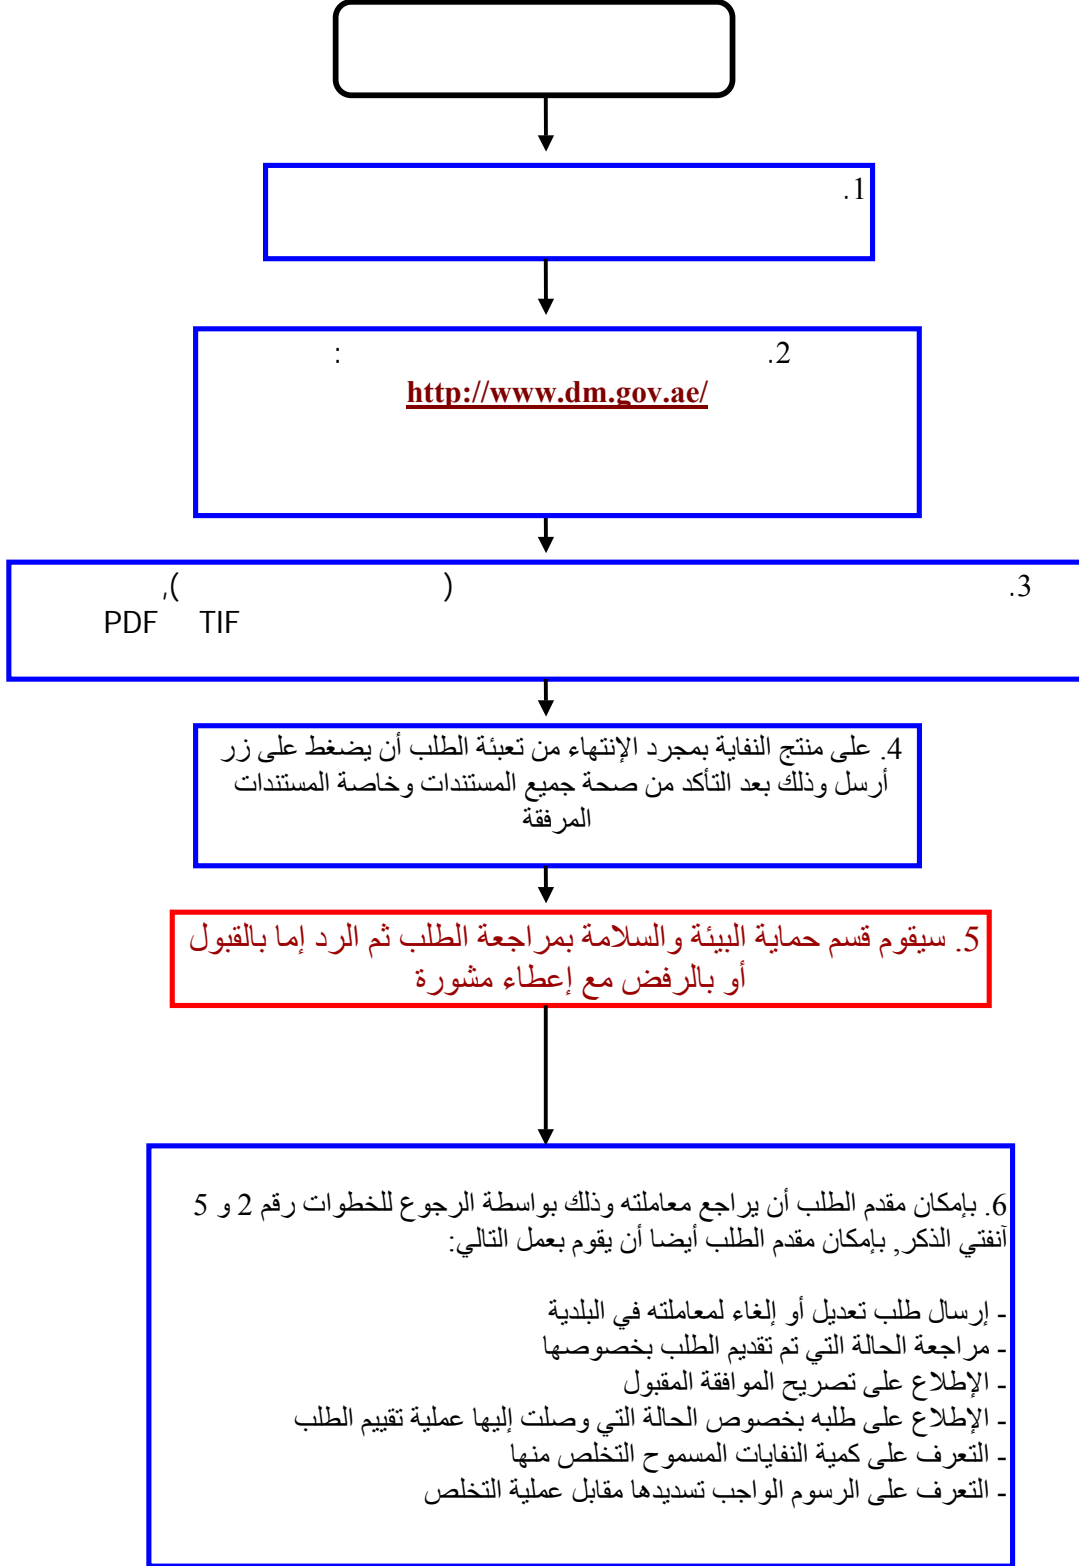 1.
2. :
http://www.dm.gov.ae/
3. ( ),
TIF PDF
4. على منتج النفاية بمجرد الإنتهاء من تعبئة الطلب أن يضغط على زر
أرسل وذلك بعد التأكد من صحة جميع المستندات وخاصة المستندات
المرفقة
5. سيقوم قسم حماية البيئة والسلامة بمراجعة الطلب ثم الرد إما بالقبول
أو بالرفض مع إعطاء مشورة
6. بإمكان مقدم الطلب أن يراجع معاملته وذلك بواسطة الرجوع للخطوات رقم 2 و 5
آنفتي الذكر, بإمكان مقدم الطلب أيضا أن يقوم بعمل التالي:
- إرسال طلب تعديل أو إلغاء لمعاملته في البلدية
- مراجعة الحالة التي تم تقديم الطلب بخصوصها
- الإطلاع على تصريح الموافقة المقبول
- الإطلاع على طلبه بخصوص الحالة التي وصلت إليها عملية تقييم الطلب
- التعرف على كمية النفايات المسموح التخلص منها
- التعرف على الرسوم الواجب تسديدها مقابل عملية التخلص